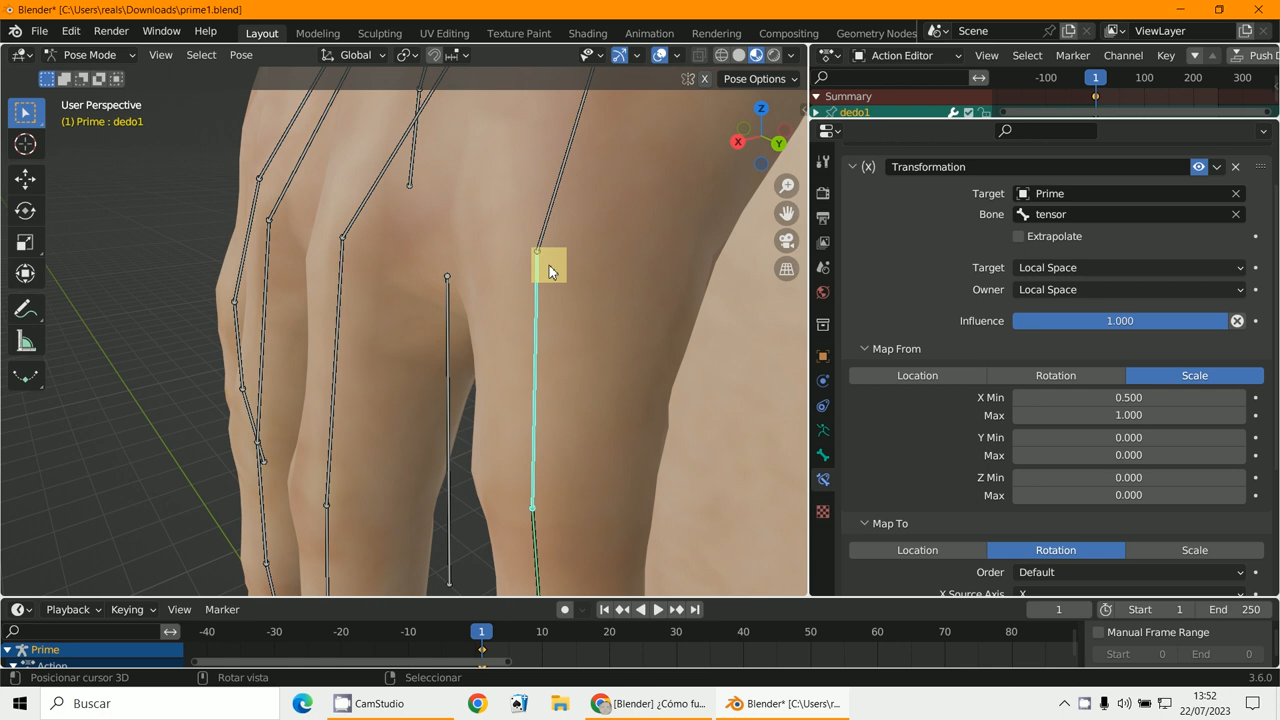 Blender* [C:\Users\reals\Downloads\prime1.blend]
File Edit Render Window Help Layout Modeling Sculpting UV Editing Texture Paint Shading Animation Rendering Compositing Geometry Nodes Scene ViewLayer
Pose Mode View Select Pose Global Action Editor View Select Marker Channel Key Push D
X Pose Options -100 1 100 200 300
User Perspective
(1) Prime : dedo1
Summary
dedo1
Z
X
Y
(x) Transformation
Target Prime
Bone tensor
Extrapolate
Target Local Space
Owner Local Space
Influence 1.000
Map From
Location Rotation Scale
X Min 0.500
Max 1.000
Y Min 0.000
Max 0.000
Z Min 0.000
Max 0.000
Map To
Location Rotation Scale
Order Default
X Source Axis X
Playback Keying View Marker 1 Start 1 End 250
-40 -30 -20 -10 1 10 20 30 40 50 60 70 80 Manual Frame Range
Prime Start 0 End 0
Action
Posicionar cursor 3D Rotar vista Seleccionar 3.6.0
Buscar CamStudio [Blender] ¿Cómo fu... Blender* [C:\Users\r... 13:52
22/07/2023